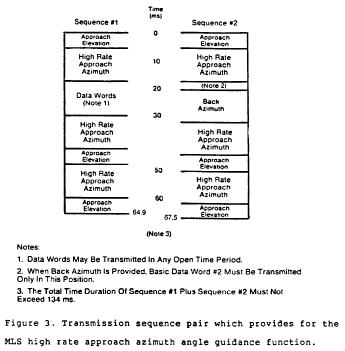 Time
(ms)
Sequence #1
Sequence #2
0
Approach
Elevation
Approach
Elevation
High Rate
Approach
Azimuth
10
High Rate
Approach
Azimuth
20
(Note 2)
Data Words
(Note 1)
Back
Azimuth
30
High Rate
Approach
Azimuth
High Rate
Approach
Azimuth
Approach
Elevation
50
Approach
Elevation
High Rate
Approach
Azimuth
High Rate
Approach
Azimuth
60
Approach
Elevation
64.9
67.5
Approach
Elevation
(Note 3)
Notes:
1. Data Words May Be Transmitted In Any Open Time Period.
2. When Back Azimuth Is Provided, Basic Data Word #2 Must Be Transmitted
Only In This Position.
3. The Total Time Duration Of Sequence #1 Plus Sequence #2 Must Not
Exceed 134 ms.
Figure 3. Transmission sequence pair which provides for the
MLS high rate approach azimuth angle guidance function.